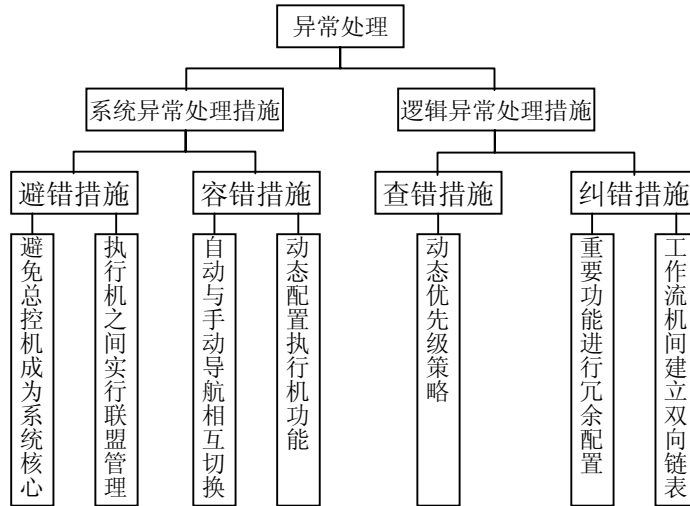 异常处理
系统异常处理措施
逻辑异常处理措施
避错措施
容错措施
查错措施
纠错措施
避免总控机成为系统核心
执行机之间实行联盟管理
自动与手动导航相互切换
动态配置执行机功能
动态优先级策略
重要功能进行冗余配置
工作流机间建立双向链表